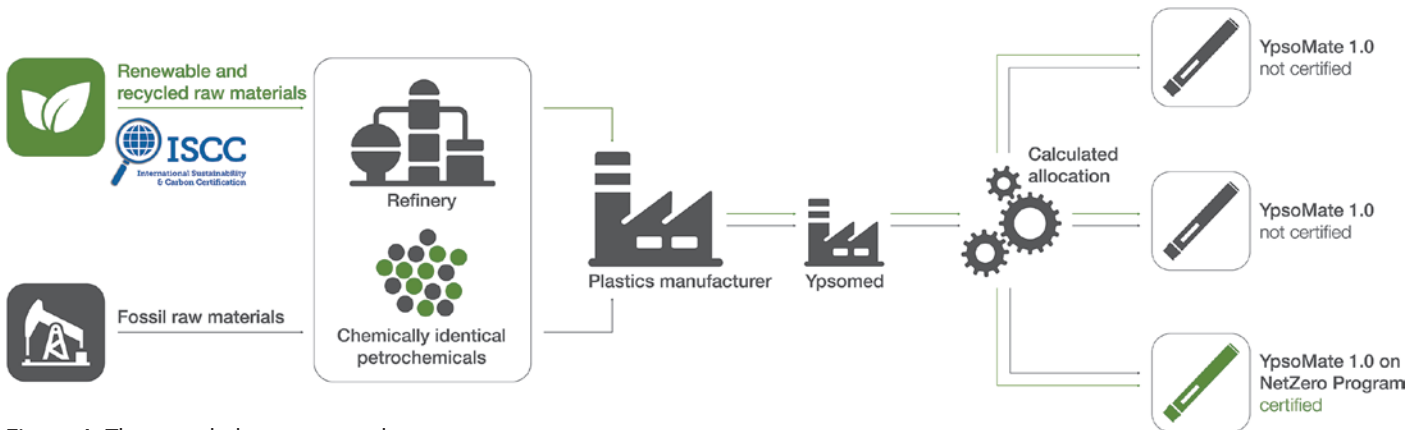 Renewable and
recycled raw materials
ISCC
International Sustainability
& Carbon Certification
Fossil raw materials
Refinery
Chemically identical
petrochemicals
Plastics manufacturer
Ypsomed
Calculated
allocation
YpsoMate 1.0
not certified
YpsoMate 1.0
not certified
YpsoMate 1.0 on
NetZero Program
certified